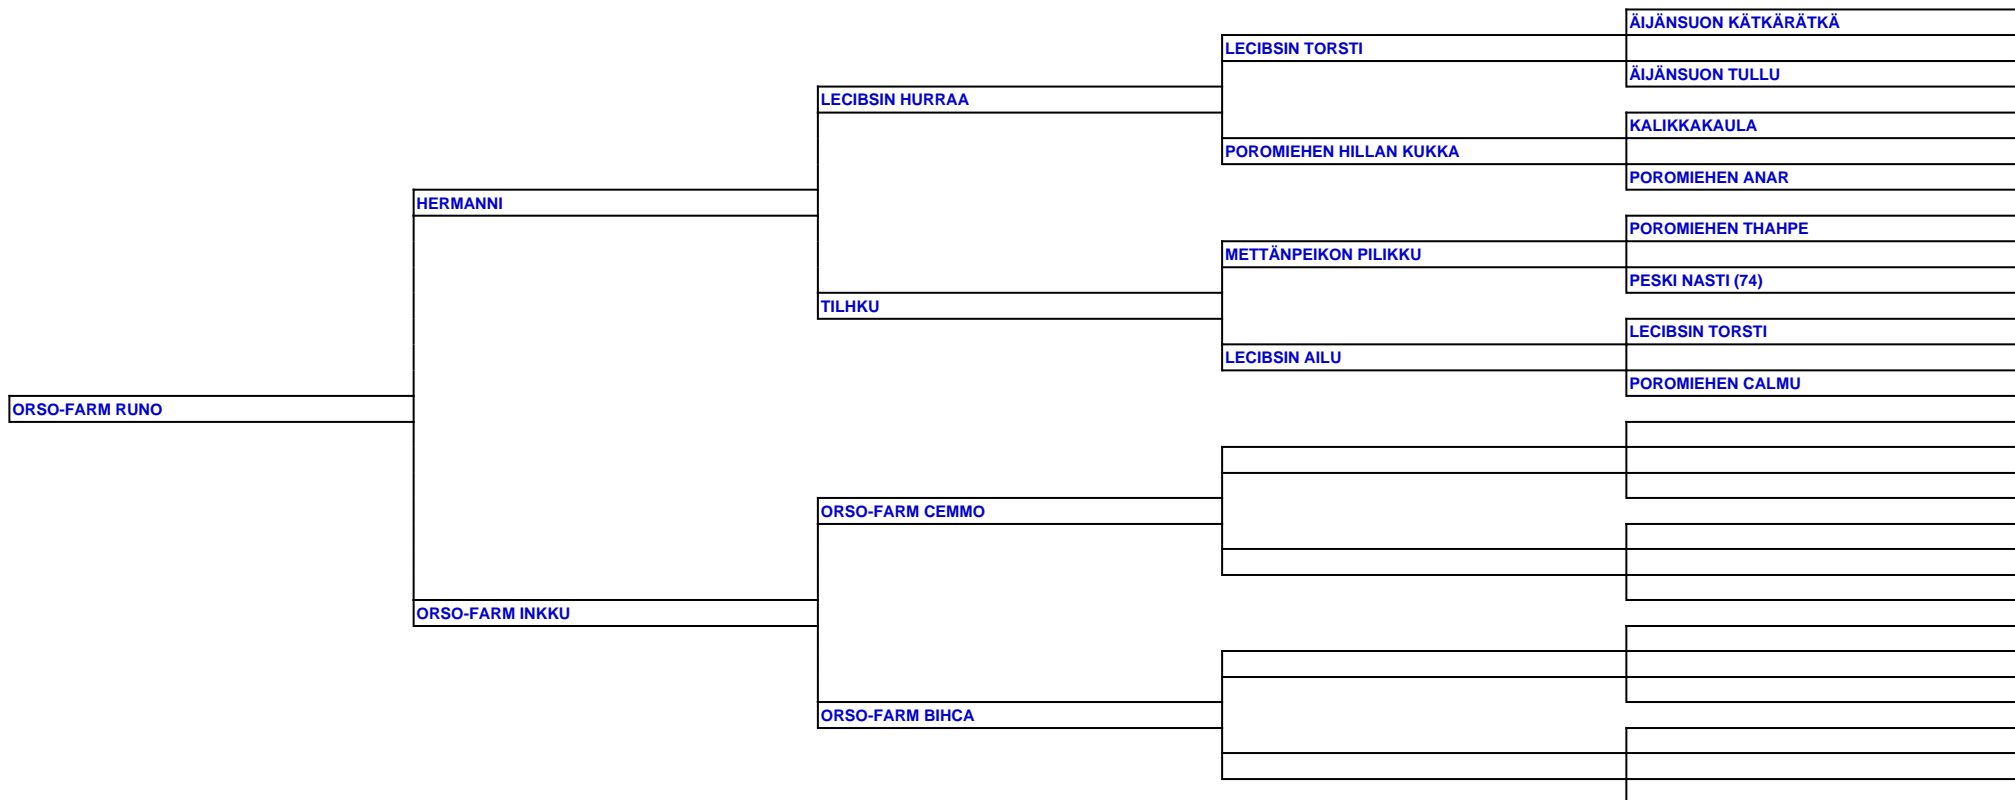 ÄIJÄNSUON KÄTKÄRÄTKÄ
LECIBSIN TORSTI
ÄIJÄNSUON TULLU
LECIBSIN HURRAA
KALIKKAKAULA
POROMIEHEN HILLAN KUKKA
POROMIEHEN ANAR
HERMANNI
POROMIEHEN THAHPE
METTÄNPEIKON PILIKKU
PESKI NASTI (74)
TILHKU
LECIBSIN TORSTI
LECIBSIN AILU
POROMIEHEN CALMU
ORSO-FARM RUNO
ORSO-FARM CEMMO
ORSO-FARM INKKU
ORSO-FARM BIHCA